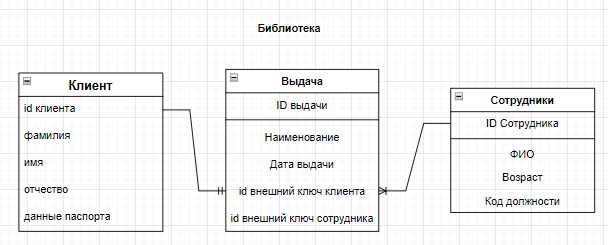 Библиотека
Клиент
id клиента
фамилия
имя
отчество
данные паспорта
Выдача
ID выдачи
Наименование
Дата выдачи
id внешний ключ клиента
id внешний ключ сотрудника
Сотрудники
ID Сотрудника
ФИО
Возраст
Код должности